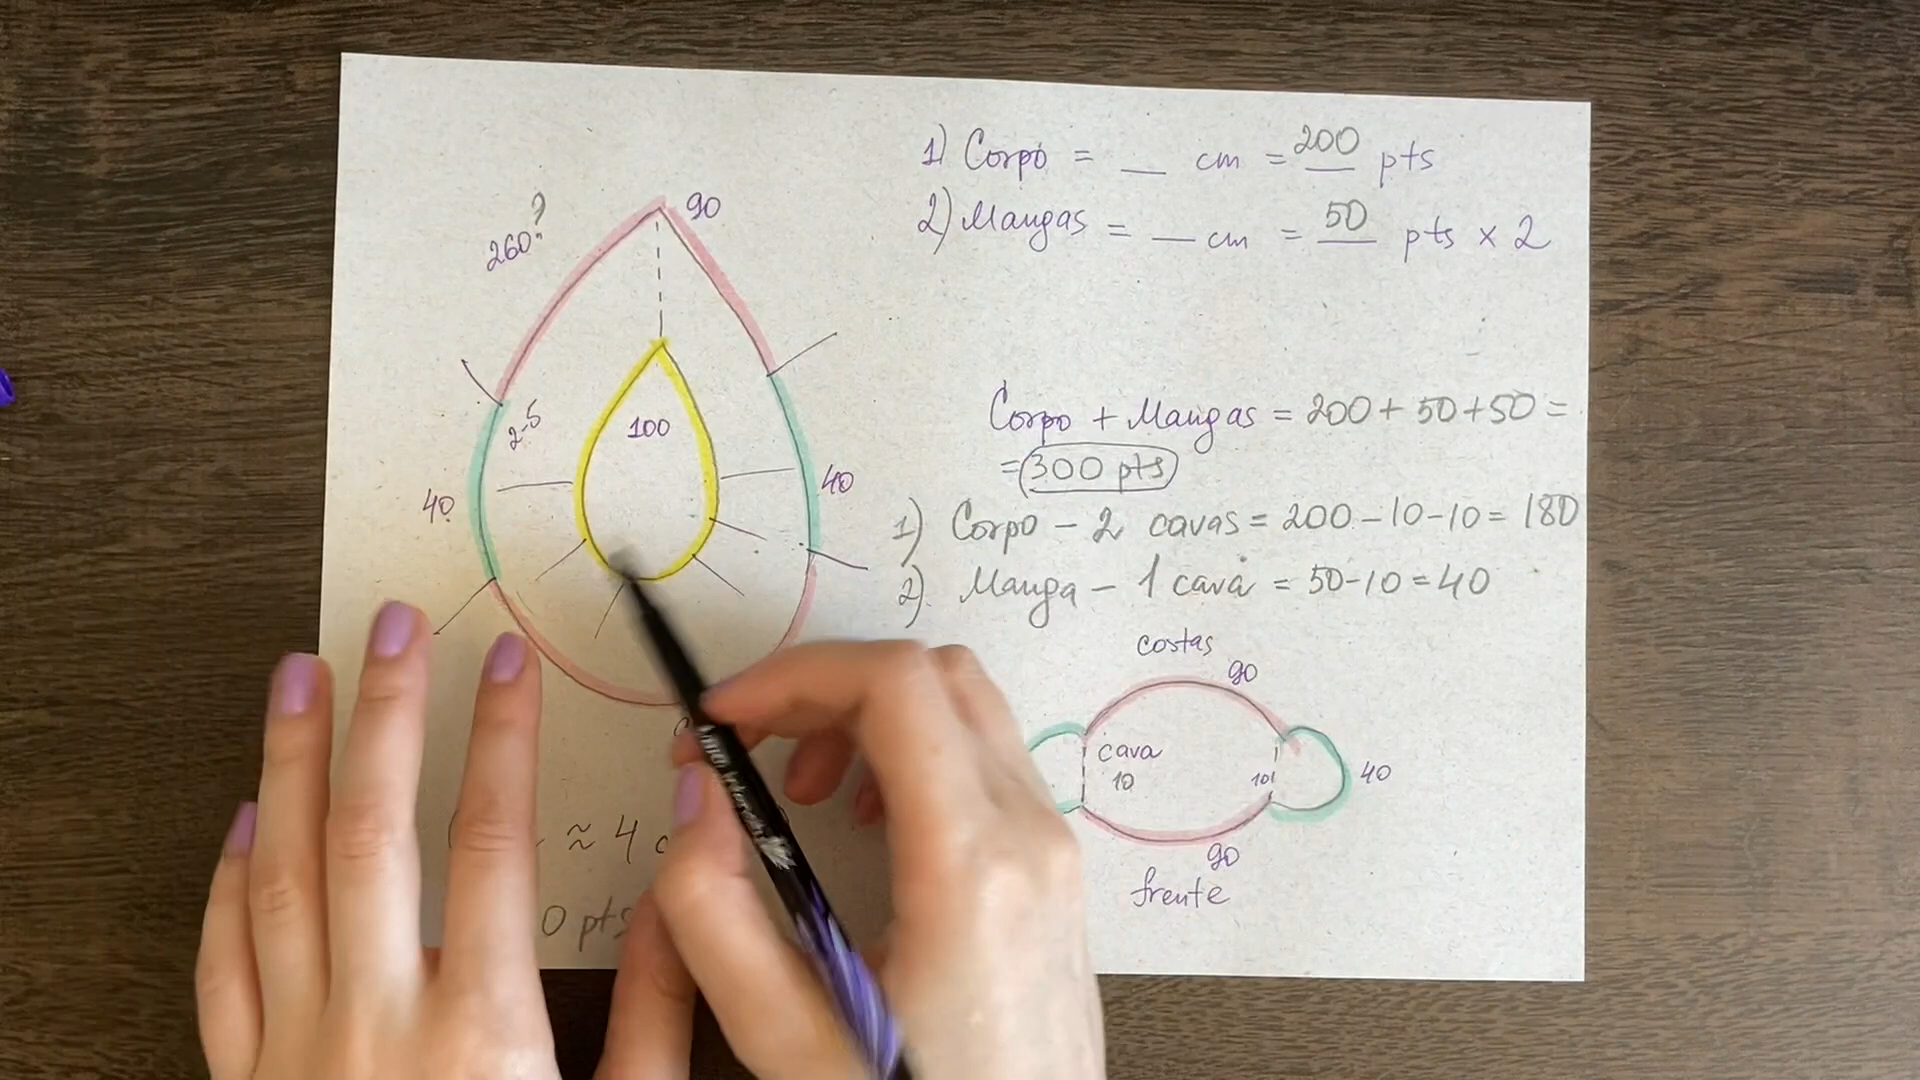 1) Corpo = __ cm = 200 pts
2) Mangas = __ cm = 50 pts x 2
90
260?
2-5
100
40
40
Corpo + Mangas = 200 + 50 + 50 =
= 300 pts
1) Corpo - 2 cavas = 200 - 10 - 10 = 180
2) Manga - 1 cava = 50 - 10 = 40
costas
90
cava
10
10
40
90
frente
≈ 4
0 pts